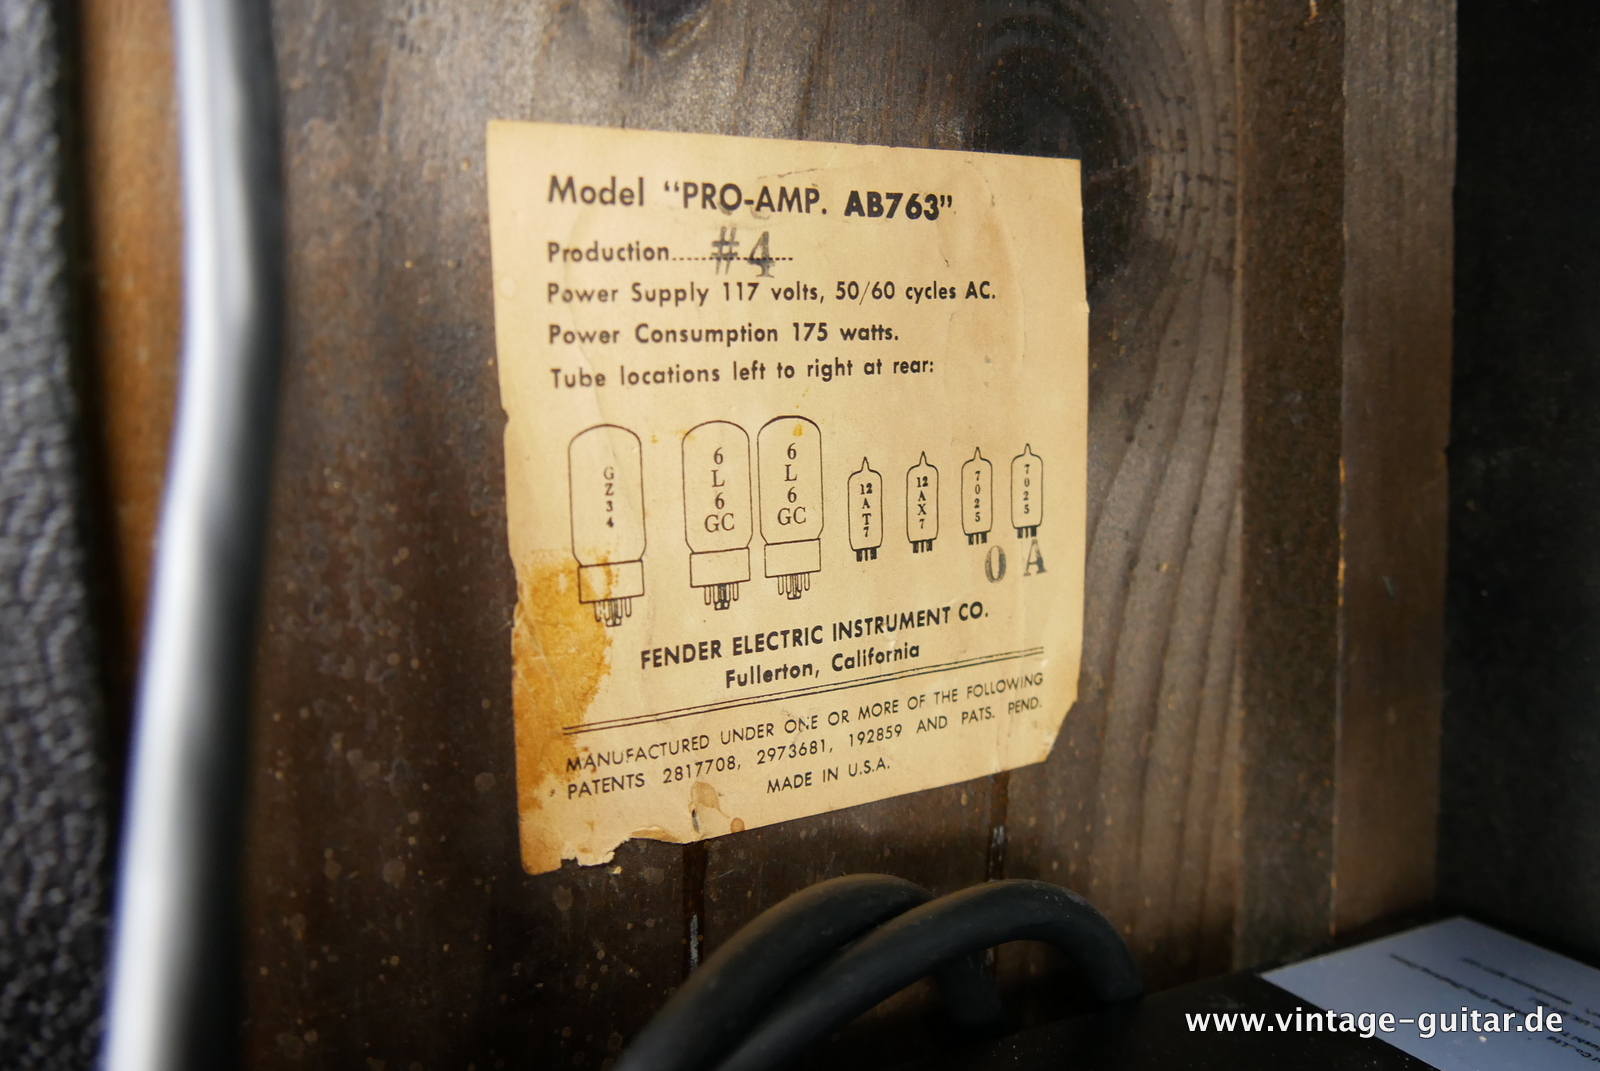 Model “PRO-AMP. AB763”
Production.....#4.....
Power Supply 117 volts, 50/60 cycles AC.
Power Consumption 175 watts.
Tube locations left to right at rear:
GZ34
6L6GC
6L6GC
12AT7
12AX7
7025
7025
O A
FENDER ELECTRIC INSTRUMENT CO.
Fullerton, California
MANUFACTURED UNDER ONE OR MORE OF THE FOLLOWING
PATENTS 2817708, 2973681, 192859 AND PATS. PEND.
MADE IN U.S.A.
www.vintage-guitar.de